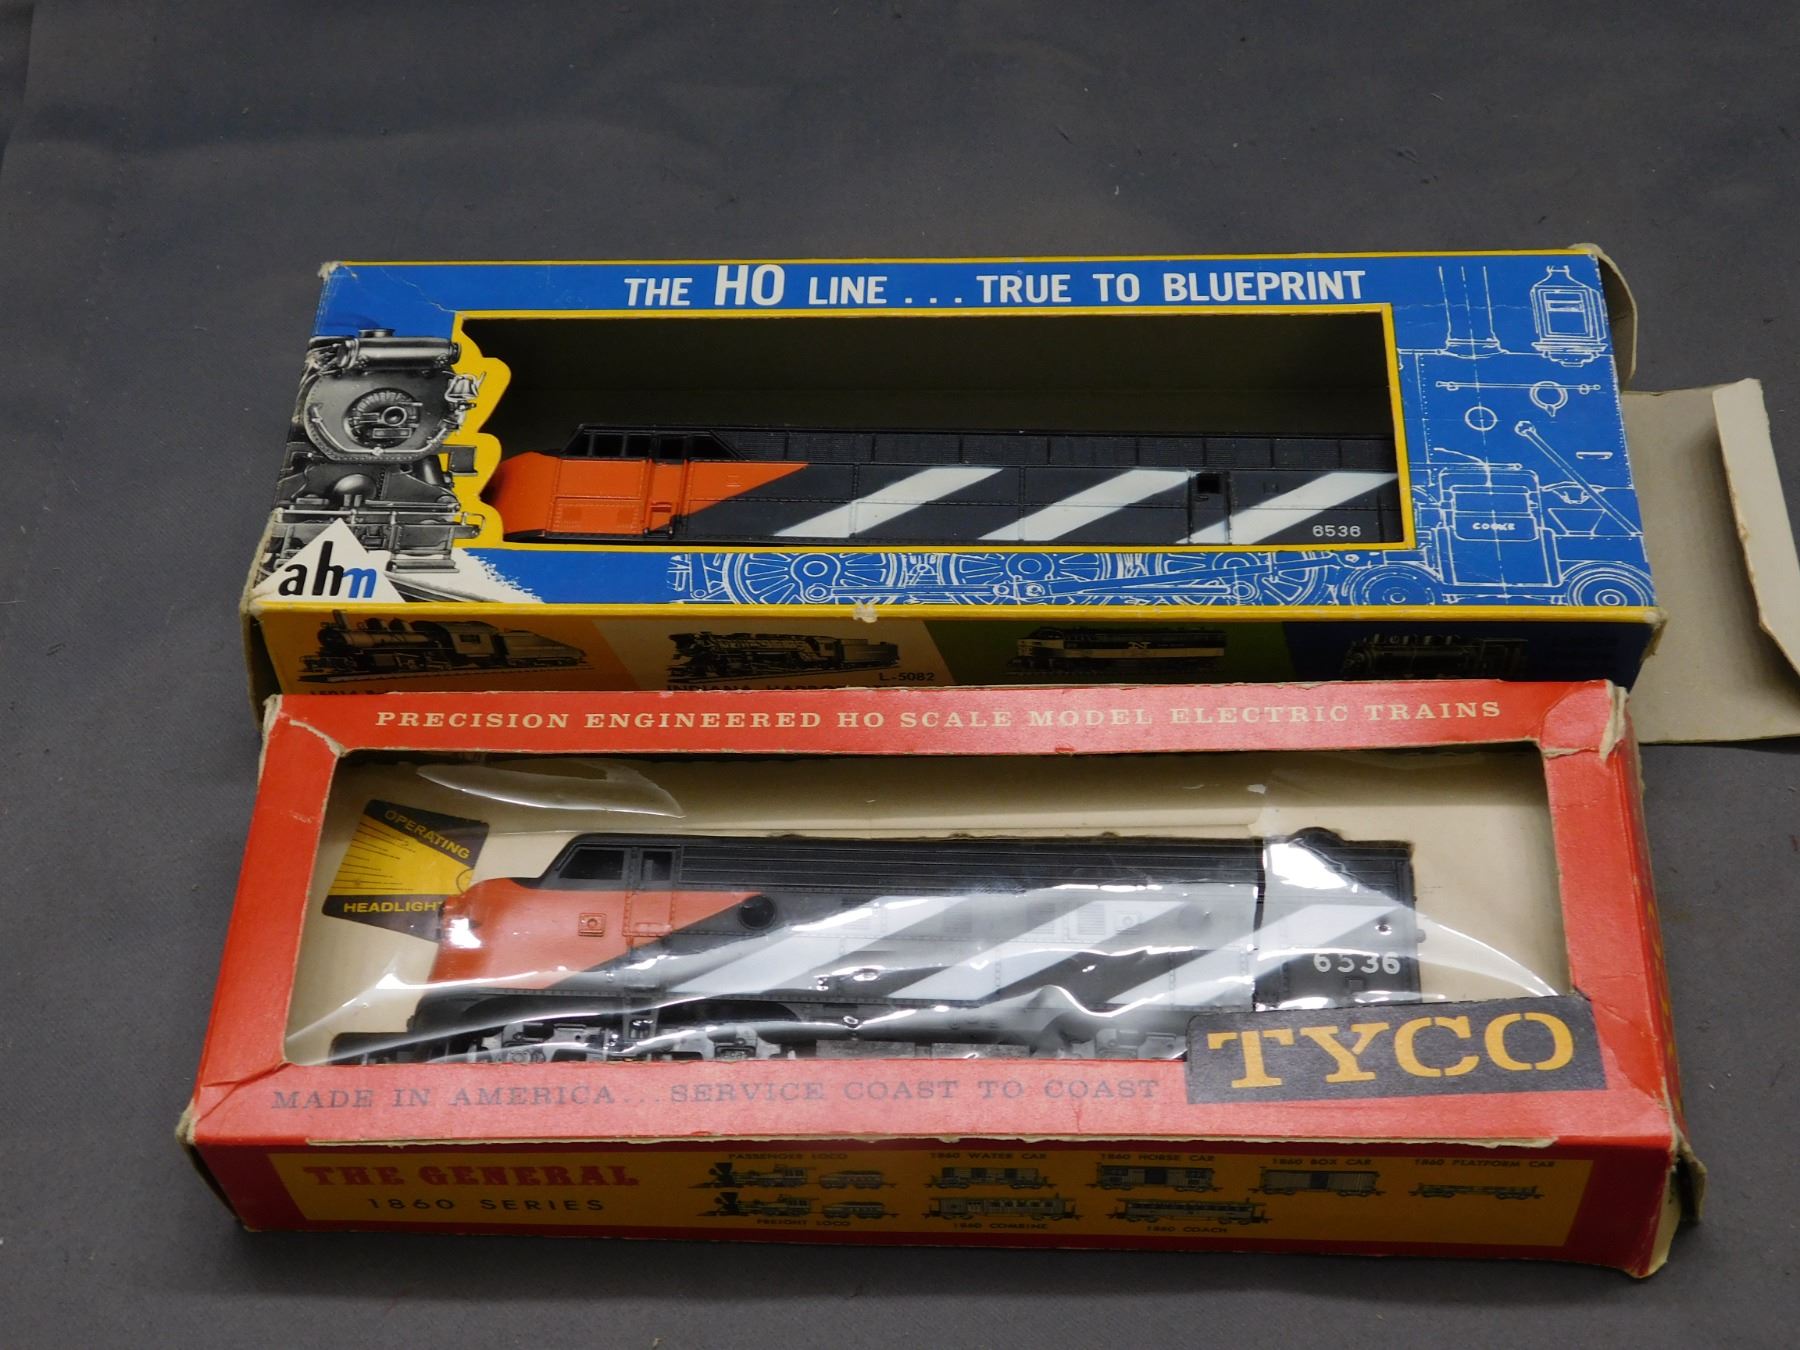 THE HO LINE . . . TRUE TO BLUEPRINT
COOKE
6536
ahm
L-5082
PRECISION ENGINEERED HO SCALE MODEL ELECTRIC TRAINS
OPERATING
HEADLIGHT
6536
TYCO
MADE IN AMERICA... SERVICE COAST TO COAST
THE GENERAL
1860 SERIES
PASSENGER LOCO
1860 WATER CAR
1860 HORSE CAR
1860 BOX CAR
1860 PLATFORM CAR
FREIGHT LOCO
1860 COMBINE
1860 COACH